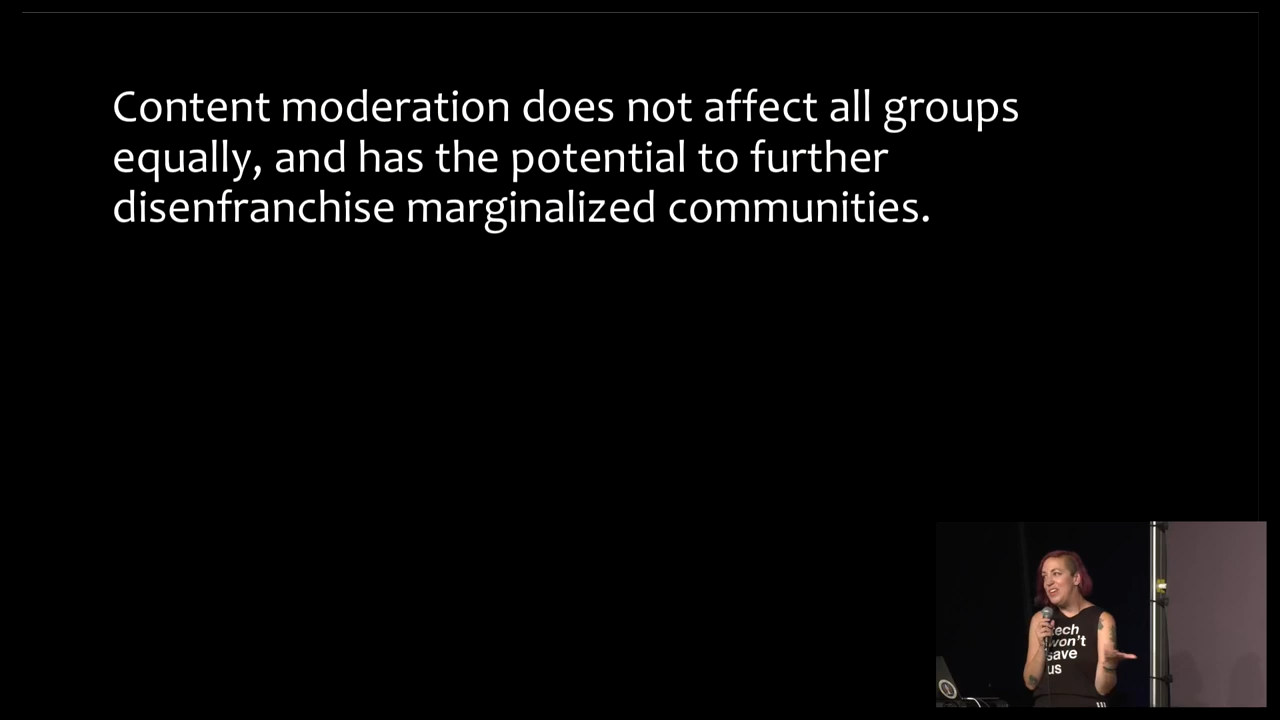 Content moderation does not affect all groups
equally, and has the potential to further
disenfranchise marginalized communities.
tech
won't
save
us